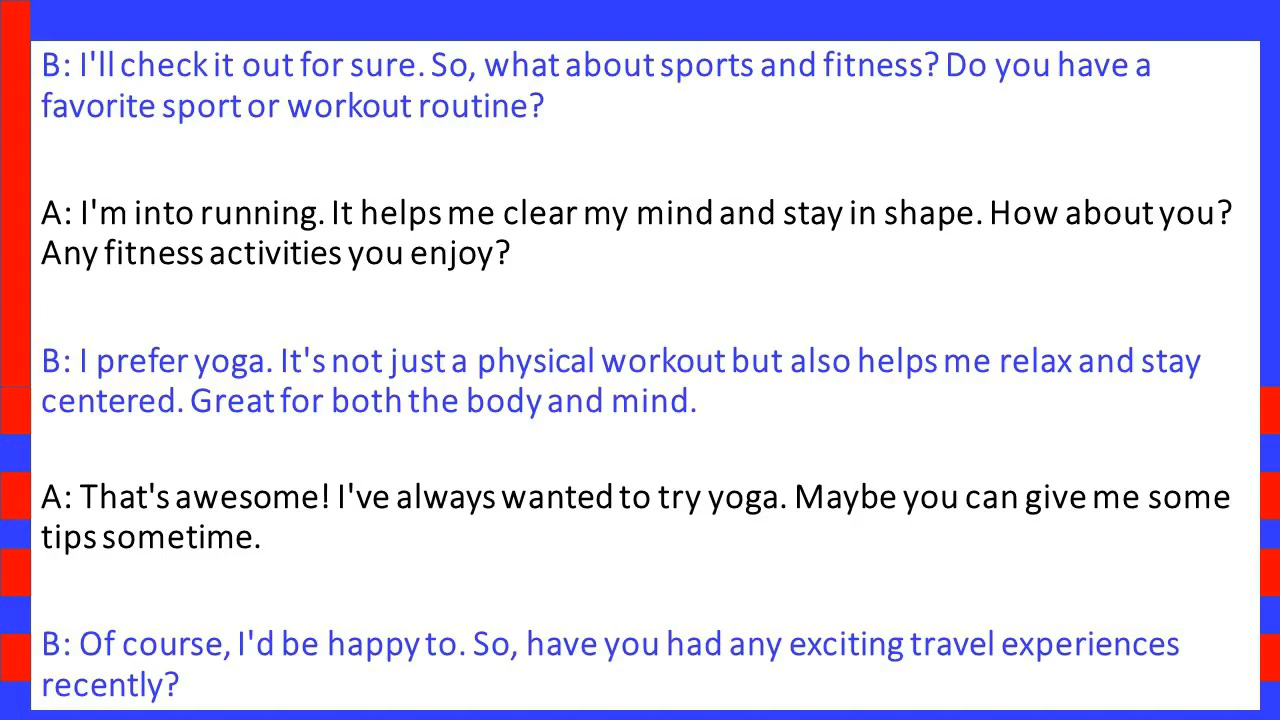 B: I'll check it out for sure. So, what about sports and fitness? Do you have a
favorite sport or workout routine?
A: I'm into running. It helps me clear my mind and stay in shape. How about you?
Any fitness activities you enjoy?
B: I prefer yoga. It's not just a physical workout but also helps me relax and stay
centered. Great for both the body and mind.
A: That's awesome! I've always wanted to try yoga. Maybe you can give me some
tips sometime.
B: Of course, I'd be happy to. So, have you had any exciting travel experiences
recently?